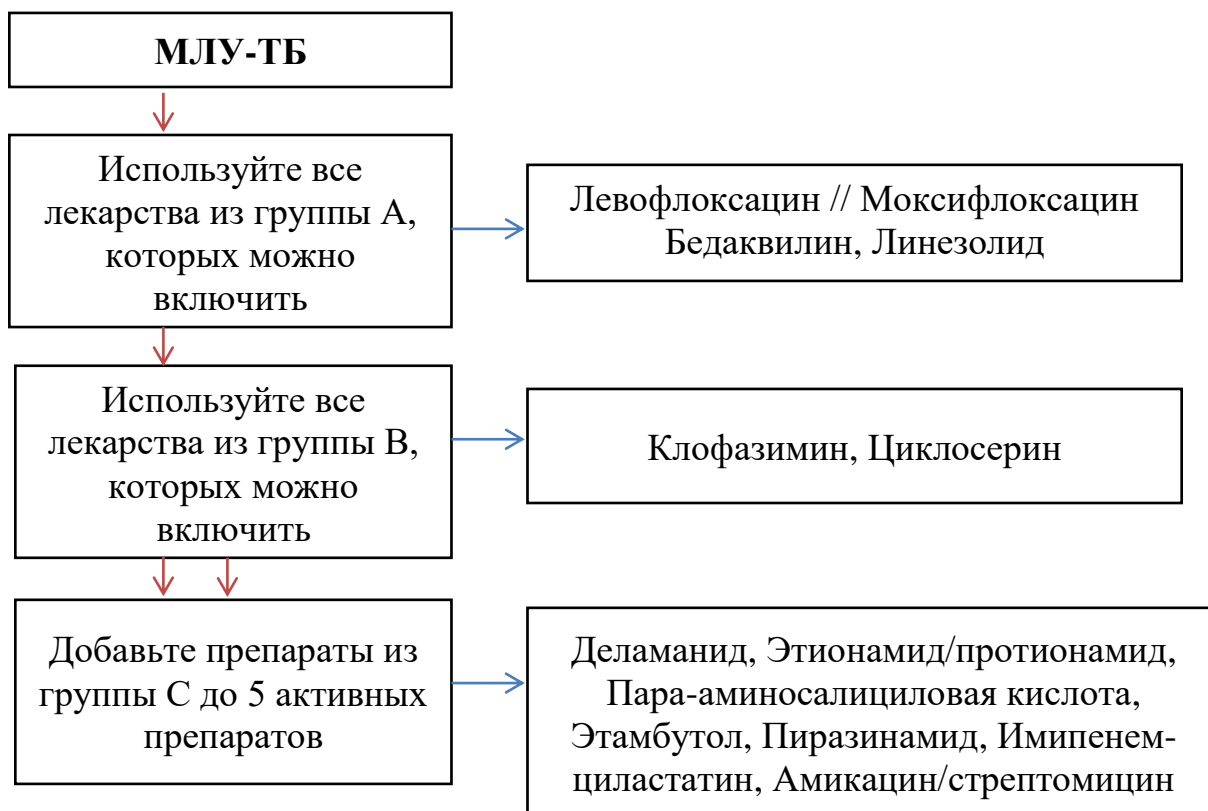 МЛУ-ТБ
Используйте все
лекарства из группы А,
которых можно
включить
Левофлоксацин // Моксифлоксацин
Бедаквилин, Линезолид
Используйте все
лекарства из группы В,
которых можно
включить
Клофазимин, Циклосерин
Добавьте препараты из
группы С до 5 активных
препаратов
Деламанид, Этионамид/протионамид,
Пара-аминосалициловая кислота,
Этамбутол, Пиразинамид, Имипенем-
циластатин, Амикацин/стрептомицин